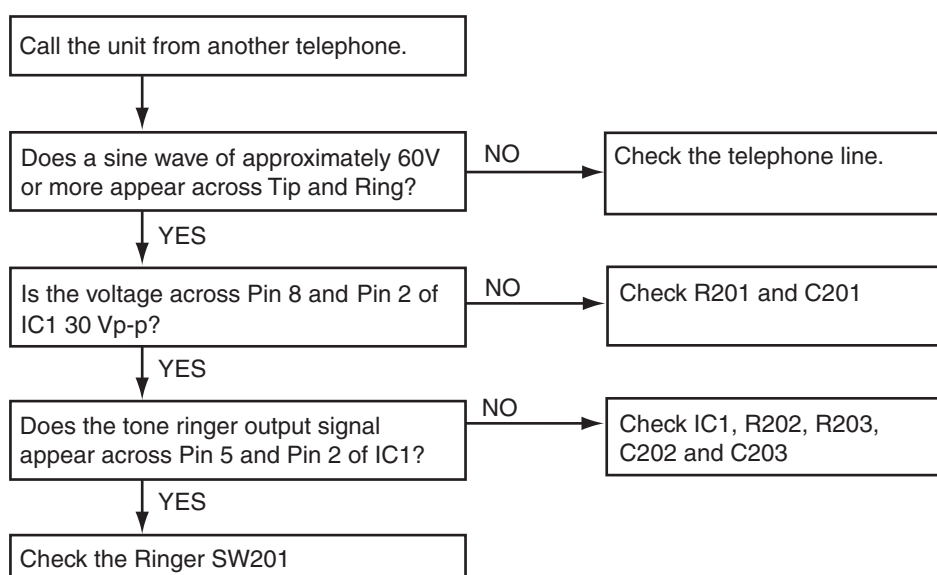 Call the unit from another telephone.
Does a sine wave of approximately 60V
or more appear across Tip and Ring?
NO
Check the telephone line.
YES
Is the voltage across Pin 8 and Pin 2 of
IC1 30 Vp-p?
NO
Check R201 and C201
YES
Does the tone ringer output signal
appear across Pin 5 and Pin 2 of IC1?
NO
Check IC1, R202, R203,
C202 and C203
YES
Check the Ringer SW201